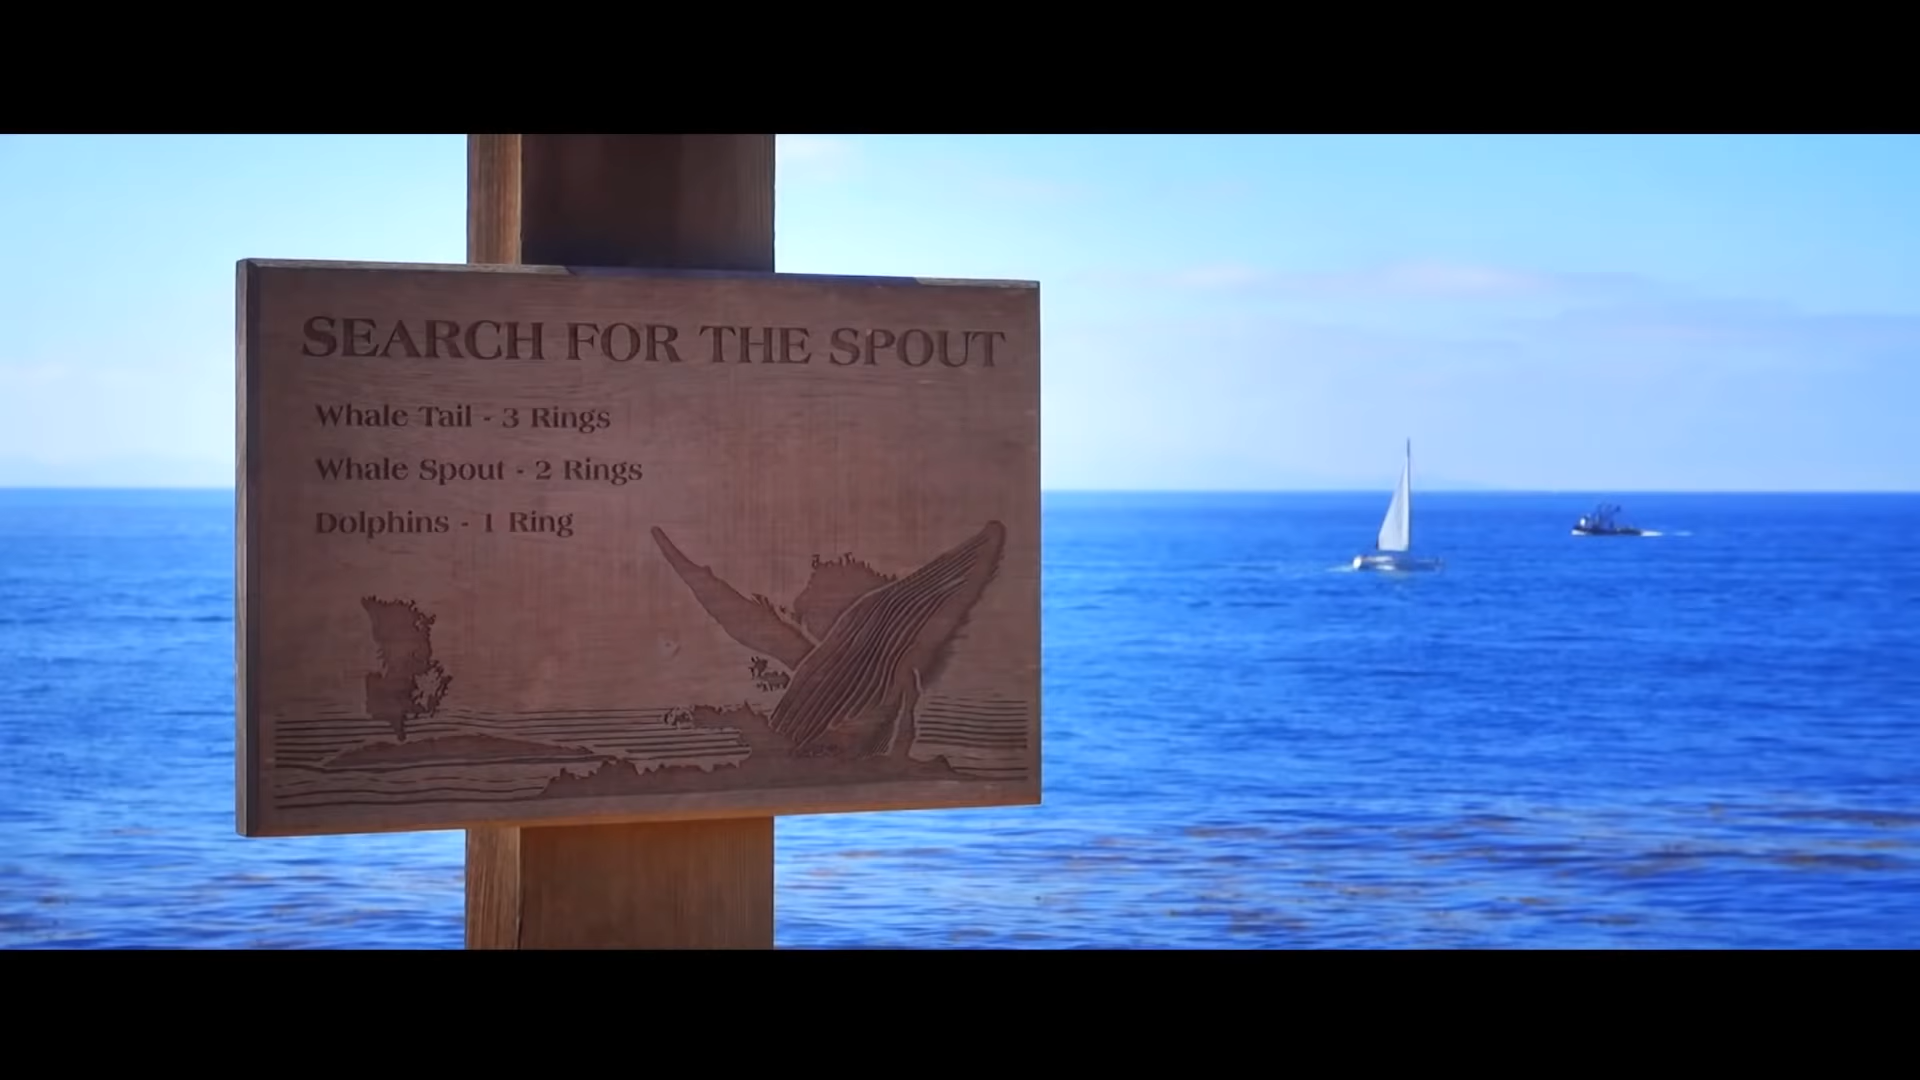 SEARCH FOR THE SPOUT
Whale Tail - 3 Rings
Whale Spout - 2 Rings
Dolphins - 1 Ring